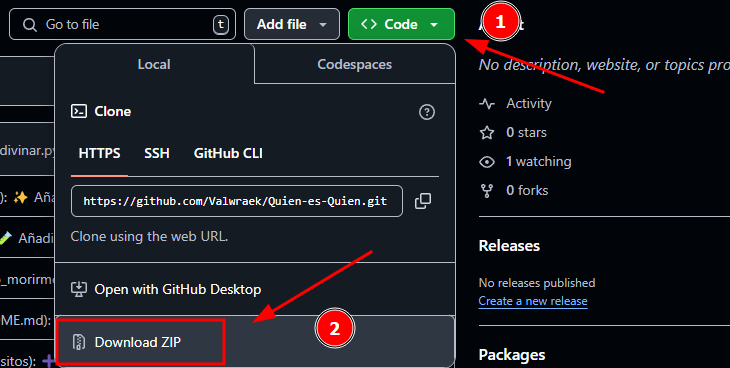 Go to file
t
Add file
Code
1
Local
Codespaces
No description, website, or topics pro
Clone
Activity
divinar.py
HTTPS
SSH
GitHub CLI
0 stars
): ✨ Aña
https://github.com/Valwraek/Quien-es-Quien.git
1 watching
Añadi
Clone using the web URL.
0 forks
o_morirme
Releases
Open with GitHub Desktop
No releases published
ME.md):
2
Create a new release
Download ZIP
sitos):
Packages